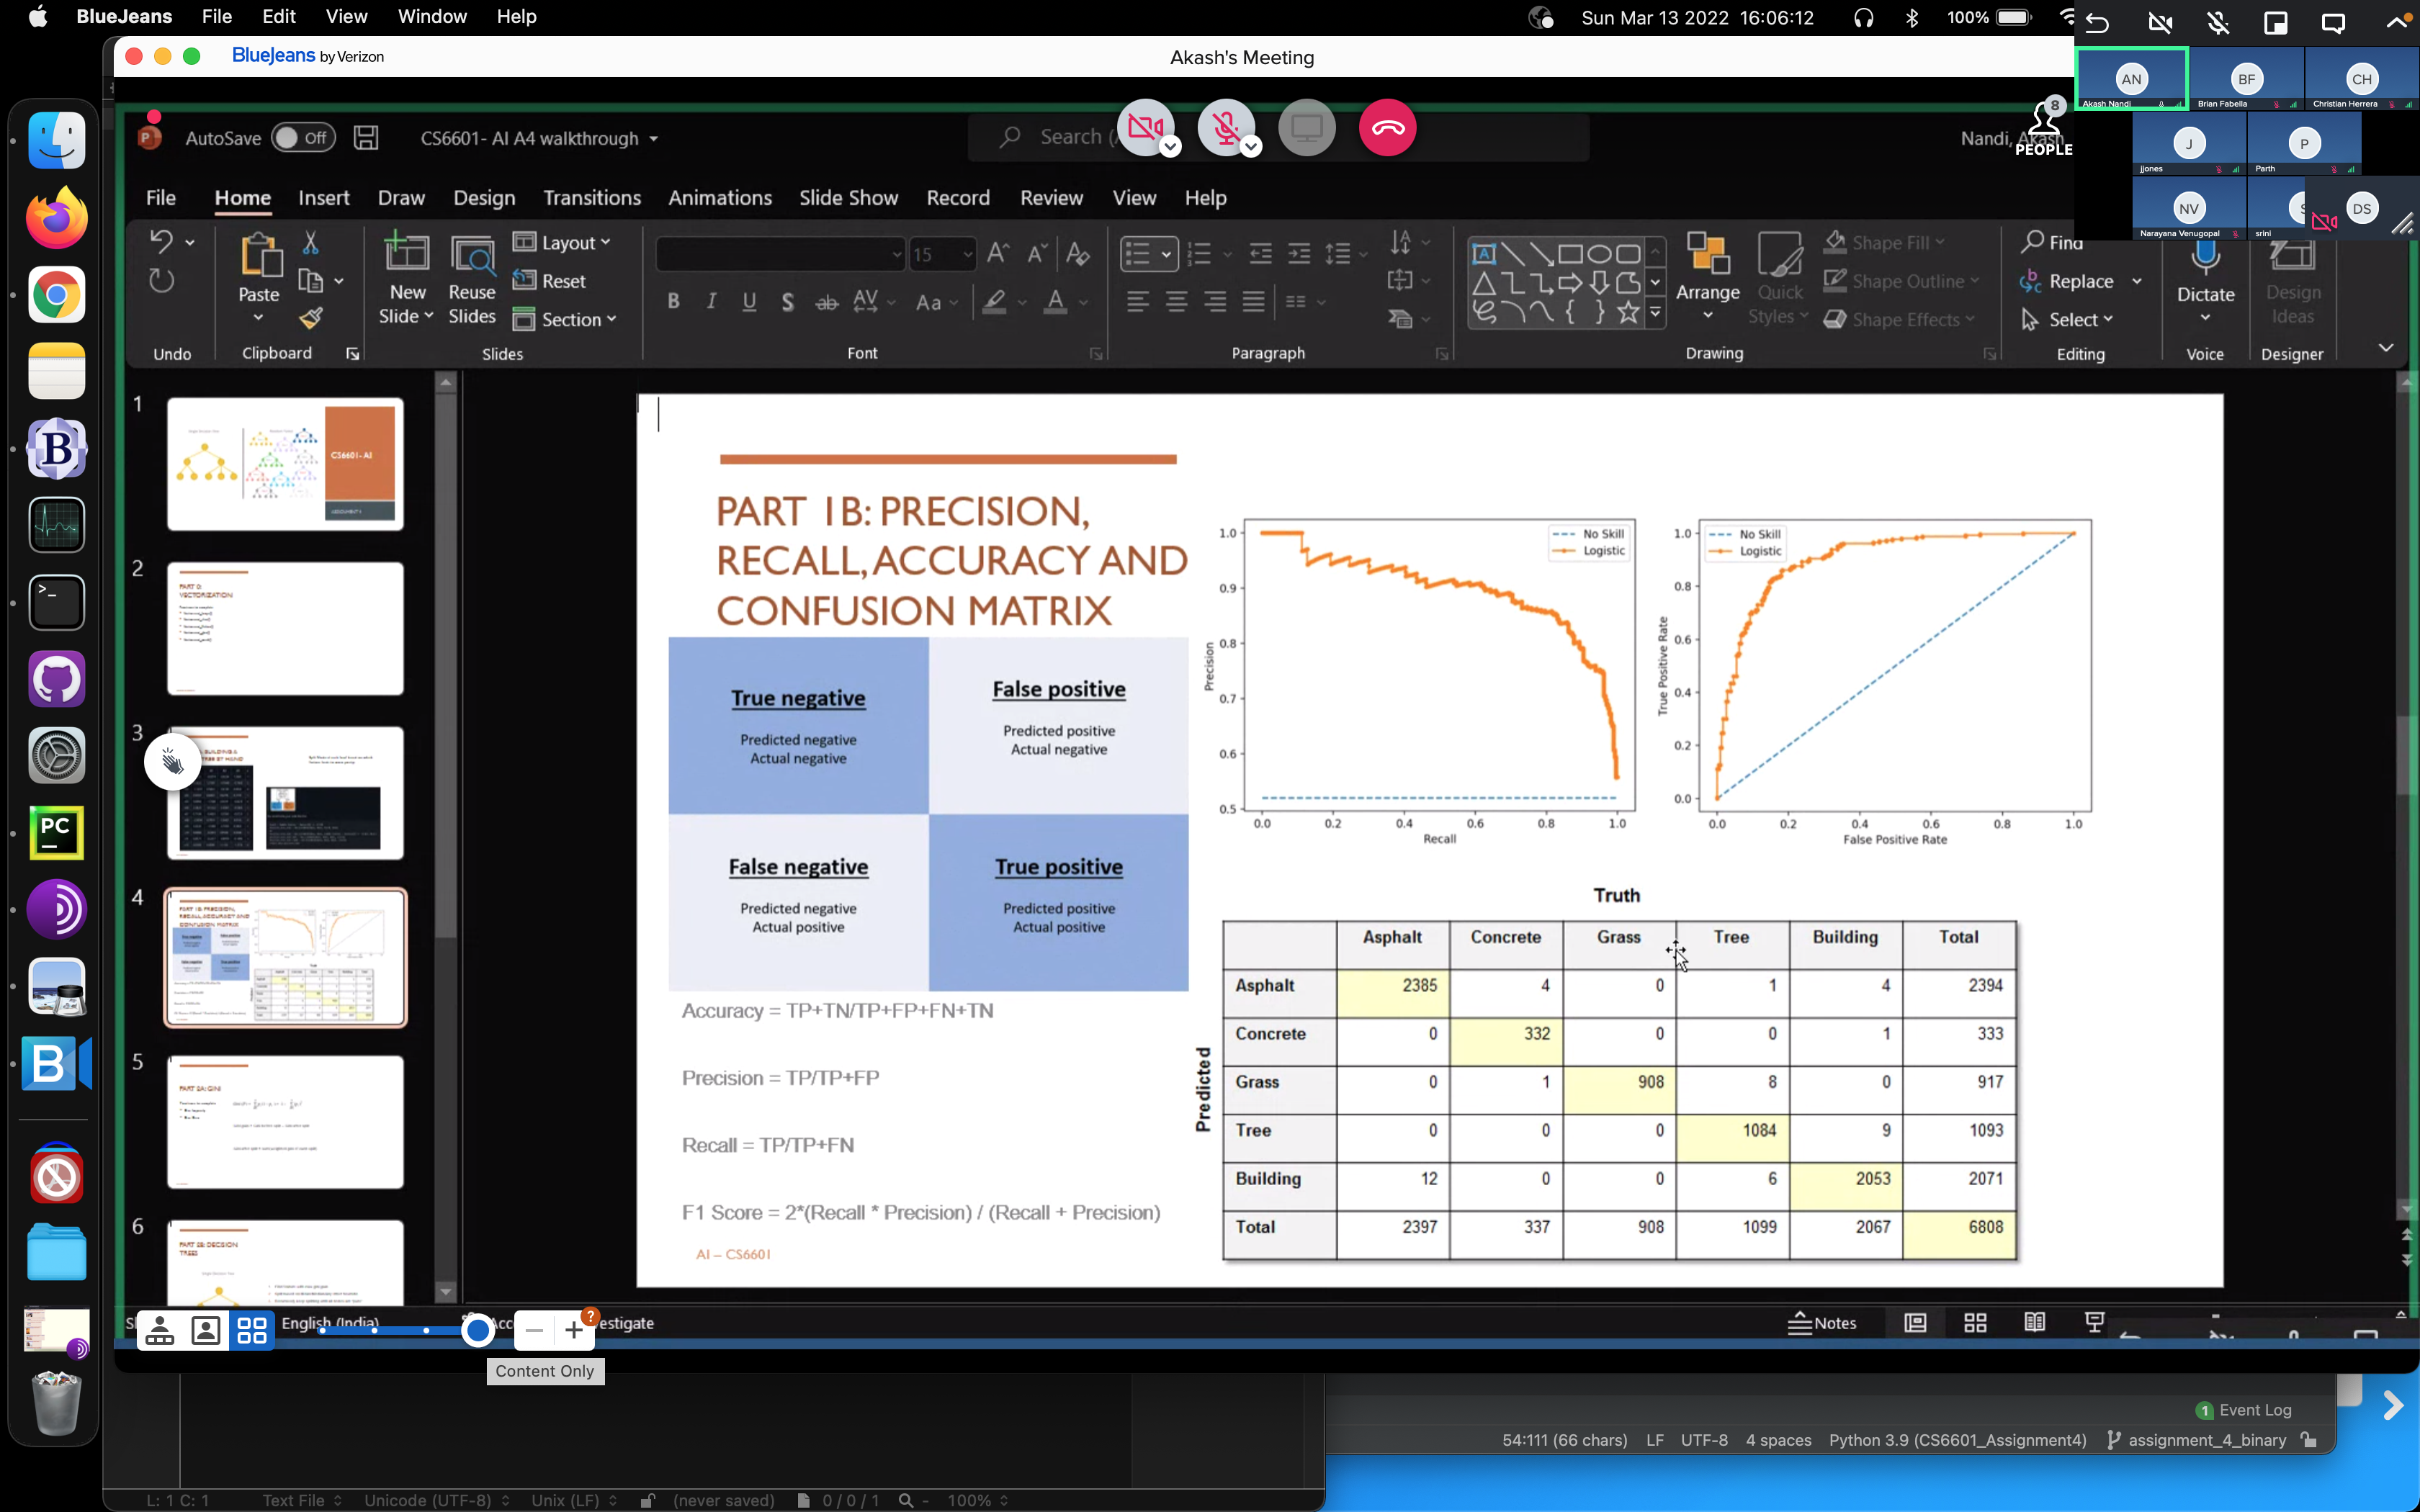 BlueJeans File Edit View Window Help
Sun Mar 13 2022 16:06:12
100%
BlueJeans by Verizon
Akash's Meeting
AN
Akash Nandi
BF
Brian Fabella
CH
Christian Herrera
J
jjones
P
Parth
NV
Narayana Venugopal
srini
DS
8
PEOPLE
AutoSave Off
CS6601- AI A4 walkthrough
Search
Nandi, Akash
File Home Insert Draw Design Transitions Animations Slide Show Record Review View Help
Undo
Paste
Clipboard
New Slide
Reuse Slides
Layout
Reset
Section
Slides
15
B I U S ab AV Aa A
Font
Paragraph
Arrange
Quick Styles
Shape Fill
Shape Outline
Shape Effects
Drawing
Find
Replace
Select
Editing
Dictate
Voice
Design Ideas
Designer
1
CS6601- AI
2
PART 0: VECTORIZATION
3
4
5
PART 2A: GINI
6
PART 2B: DECISION TREES
PART 1B: PRECISION,
RECALL, ACCURACY AND
CONFUSION MATRIX
True negative
Predicted negative
Actual negative
False positive
Predicted positive
Actual negative
False negative
Predicted negative
Actual positive
True positive
Predicted positive
Actual positive
Accuracy = TP+TN/TP+FP+FN+TN
Precision = TP/TP+FP
Recall = TP/TP+FN
F1 Score = 2*(Recall * Precision) / (Recall + Precision)
AI – CS6601
No Skill
Logistic
Precision
1.0
0.9
0.8
0.7
0.6
0.5
0.0 0.2 0.4 0.6 0.8 1.0
Recall
No Skill
Logistic
True Positive Rate
1.0
0.8
0.6
0.4
0.2
0.0
0.0 0.2 0.4 0.6 0.8 1.0
False Positive Rate
Truth
Predicted
Asphalt Concrete Grass Tree Building Total
Asphalt 2385 4 0 1 4 2394
Concrete 0 332 0 0 1 333
Grass 0 1 908 8 0 917
Tree 0 0 0 1084 9 1093
Building 12 0 0 6 2053 2071
Total 2397 337 908 1099 2067 6808
English (India)
estigate
Notes
Content Only
PC
B
1 Event Log
54:111 (66 chars) LF UTF-8 4 spaces Python 3.9 (CS6601_Assignment4) assignment_4_binary
L: 1 C: 1 Text File Unicode (UTF-8) Unix (LF) (never saved) 0 / 0 / 1 100%